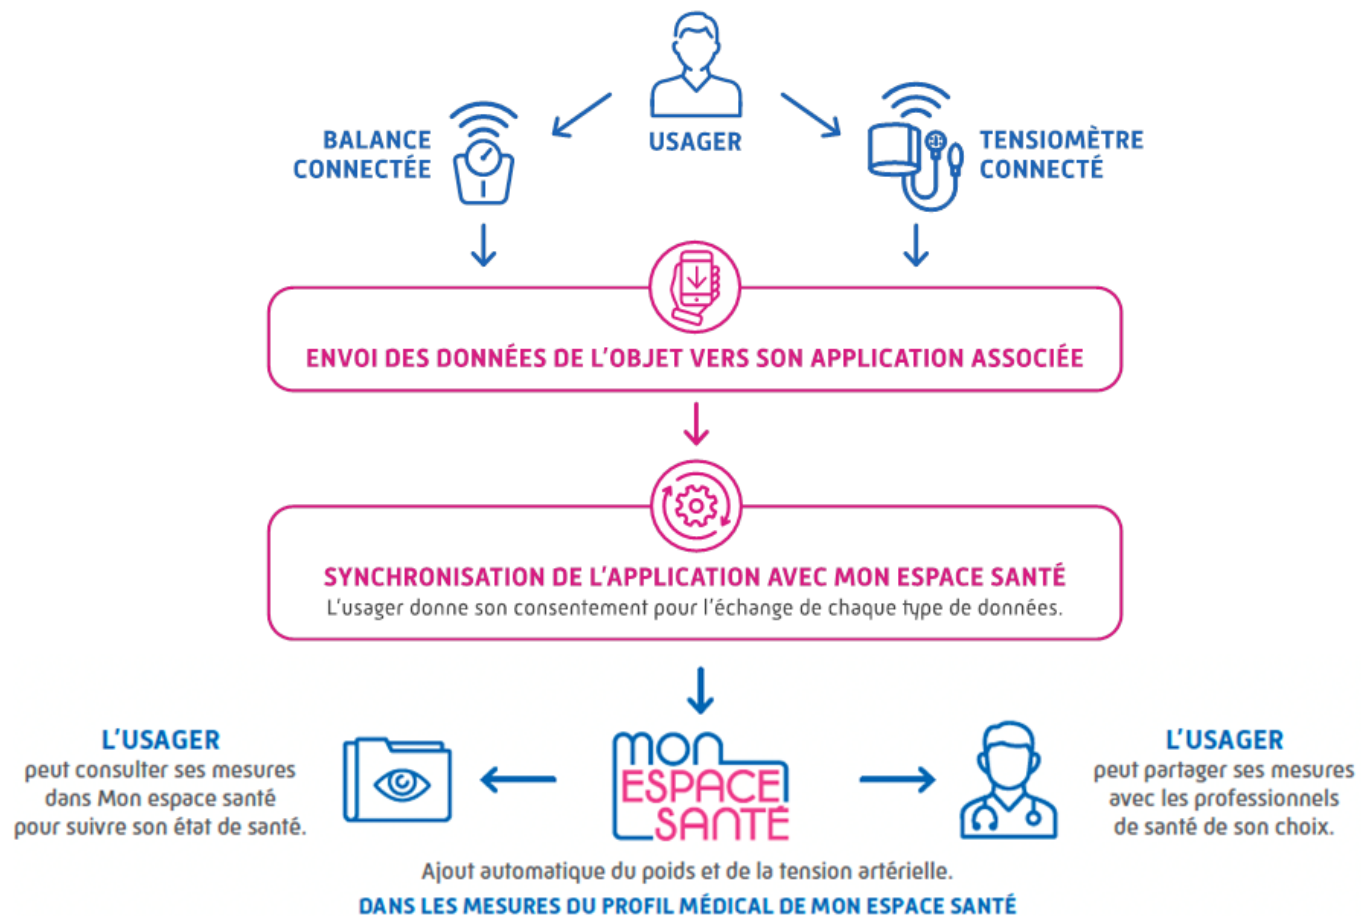 USAGER
BALANCE
CONNECTÉE
TENSIOMÈTRE
CONNECTÉ
ENVOI DES DONNÉES DE L'OBJET VERS SON APPLICATION ASSOCIÉE
SYNCHRONISATION DE L'APPLICATION AVEC MON ESPACE SANTÉ
L'usager donne son consentement pour l'échange de chaque type de données.
L'USAGER
peut consulter ses mesures
dans Mon espace santé
pour suivre son état de santé.
mon
ESPACE
SANTÉ
L'USAGER
peut partager ses mesures
avec les professionnels
de santé de son choix.
Ajout automatique du poids et de la tension artérielle.
DANS LES MESURES DU PROFIL MÉDICAL DE MON ESPACE SANTÉ